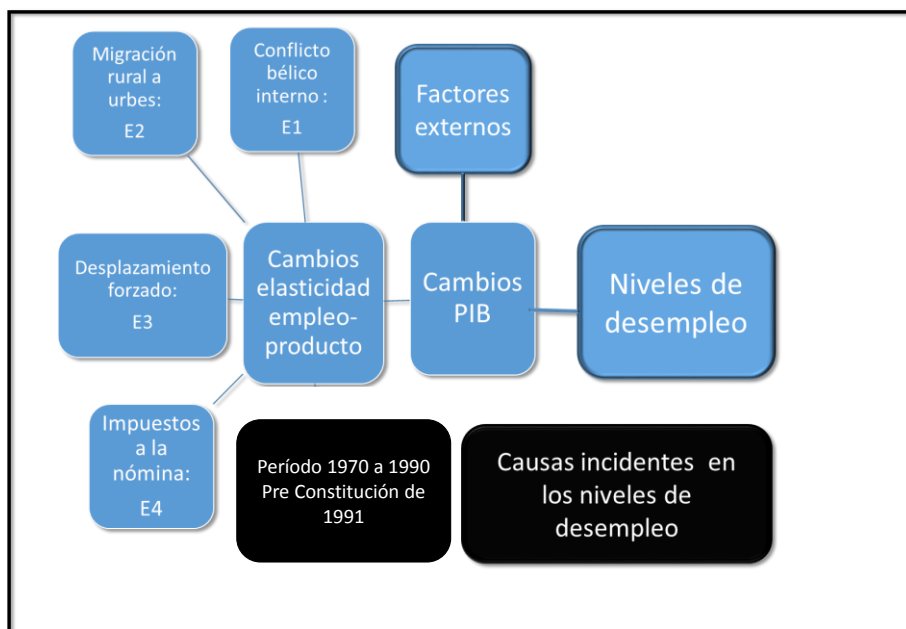 Migración
rural a
urbes:
E2
Conflicto
bélico
interno :
E1
Factores
externos
Desplazamiento
forzado:
E3
Cambios
elasticidad
empleo-
producto
Cambios
PIB
Niveles de
desempleo
Impuestos
a la
nómina:
E4
Período 1970 a 1990
Pre Constitución de
1991
Causas incidentes en
los niveles de
desempleo